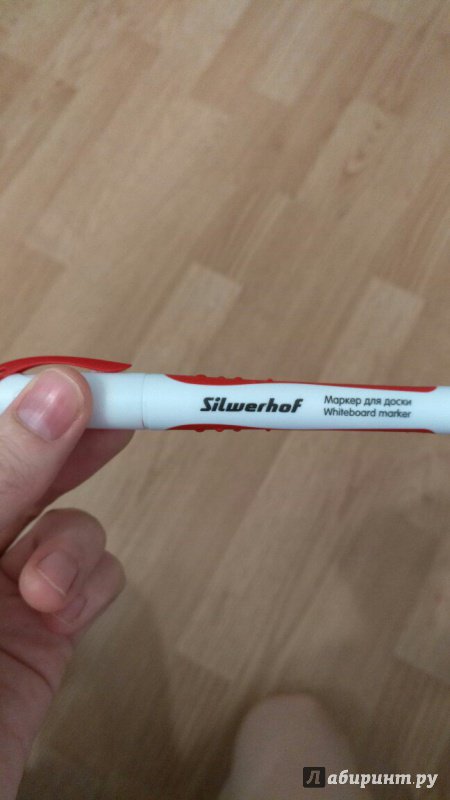 Silwerhof
Маркер для доски
Whiteboard marker
Лабиринт.ру